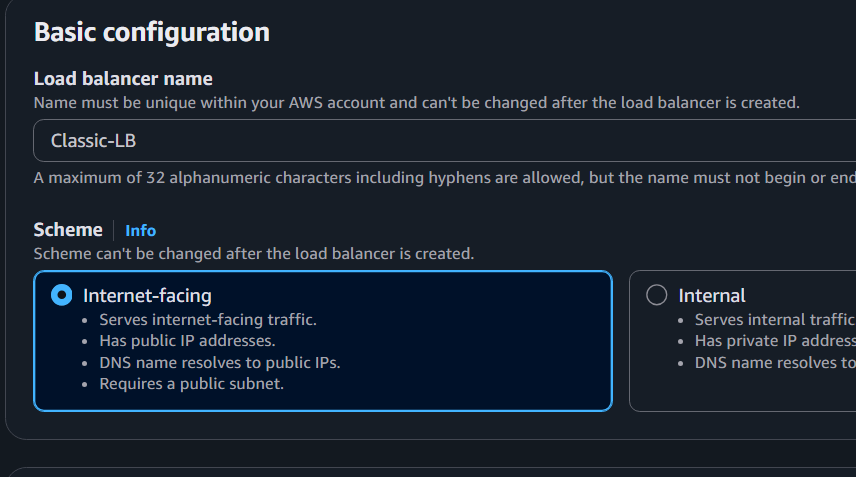 Basic configuration
Load balancer name
Name must be unique within your AWS account and can't be changed after the load balancer is created.
Classic-LB
A maximum of 32 alphanumeric characters including hyphens are allowed, but the name must not begin or end
Scheme Info
Scheme can't be changed after the load balancer is created.
Internet-facing
• Serves internet-facing traffic.
• Has public IP addresses.
• DNS name resolves to public IPs.
• Requires a public subnet.
Internal
• Serves internal traffic
• Has private IP address
• DNS name resolves to